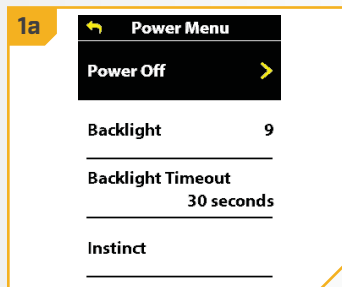 1a
Power Menu
Power Off
Backlight 9
Backlight Timeout
30 seconds
Instinct